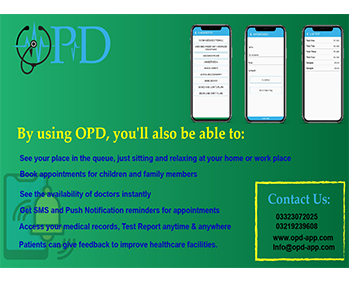 OPD
By using OPD, you'll also be able to:
See your place in the queue, just sitting and relaxing at your home or work place
Book appointments for children and family members
See the availability of doctors instantly
Get SMS and Push Notification reminders for appointments
Access your medical records, Test Report anytime & anywhere
Patients can give feedback to improve healthcare facilities.
Contact Us:
03323072025
03219239608
www.opd-app.com
Info@opd-app.com